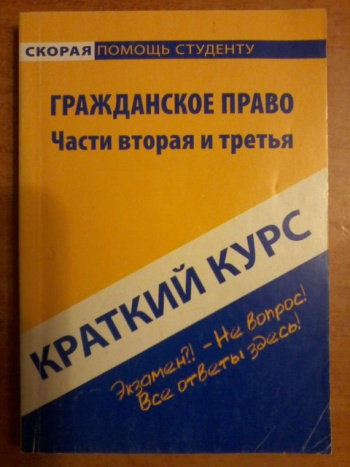 СКОРАЯ ПОМОЩЬ СТУДЕНТУ
ГРАЖДАНСКОЕ ПРАВО
Части вторая и третья
КРАТКИЙ КУРС
Экзамен?! - Не вопрос!
Все ответы здесь!